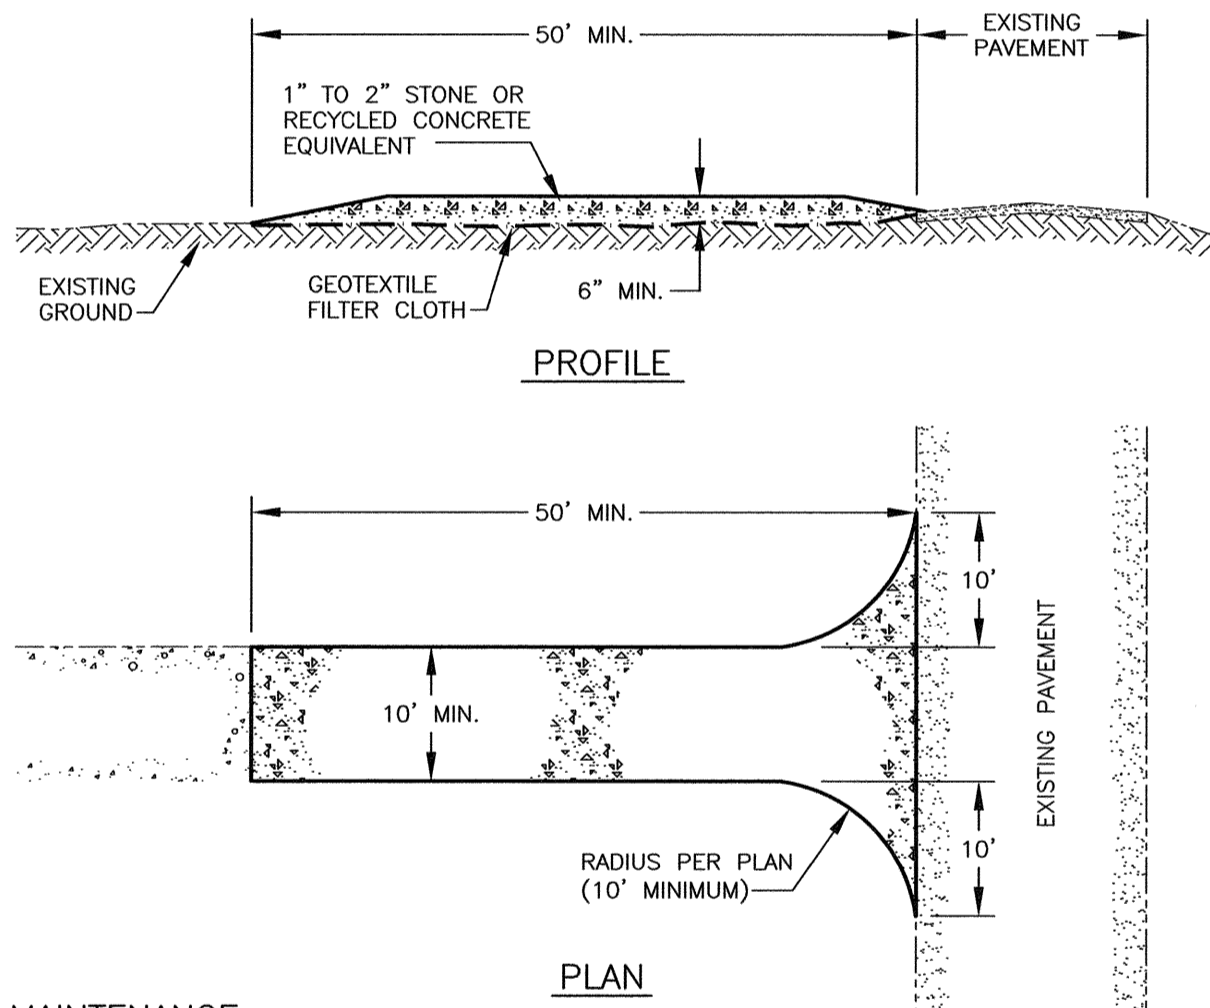 50' MIN.
EXISTING
PAVEMENT
1" TO 2" STONE OR
RECYCLED CONCRETE
EQUIVALENT
EXISTING
GROUND
GEOTEXTILE
FILTER CLOTH
6" MIN.
PROFILE
50' MIN.
10'
10' MIN.
EXISTING PAVEMENT
10'
RADIUS PER PLAN
(10' MINIMUM)
PLAN
MAINTENANCE